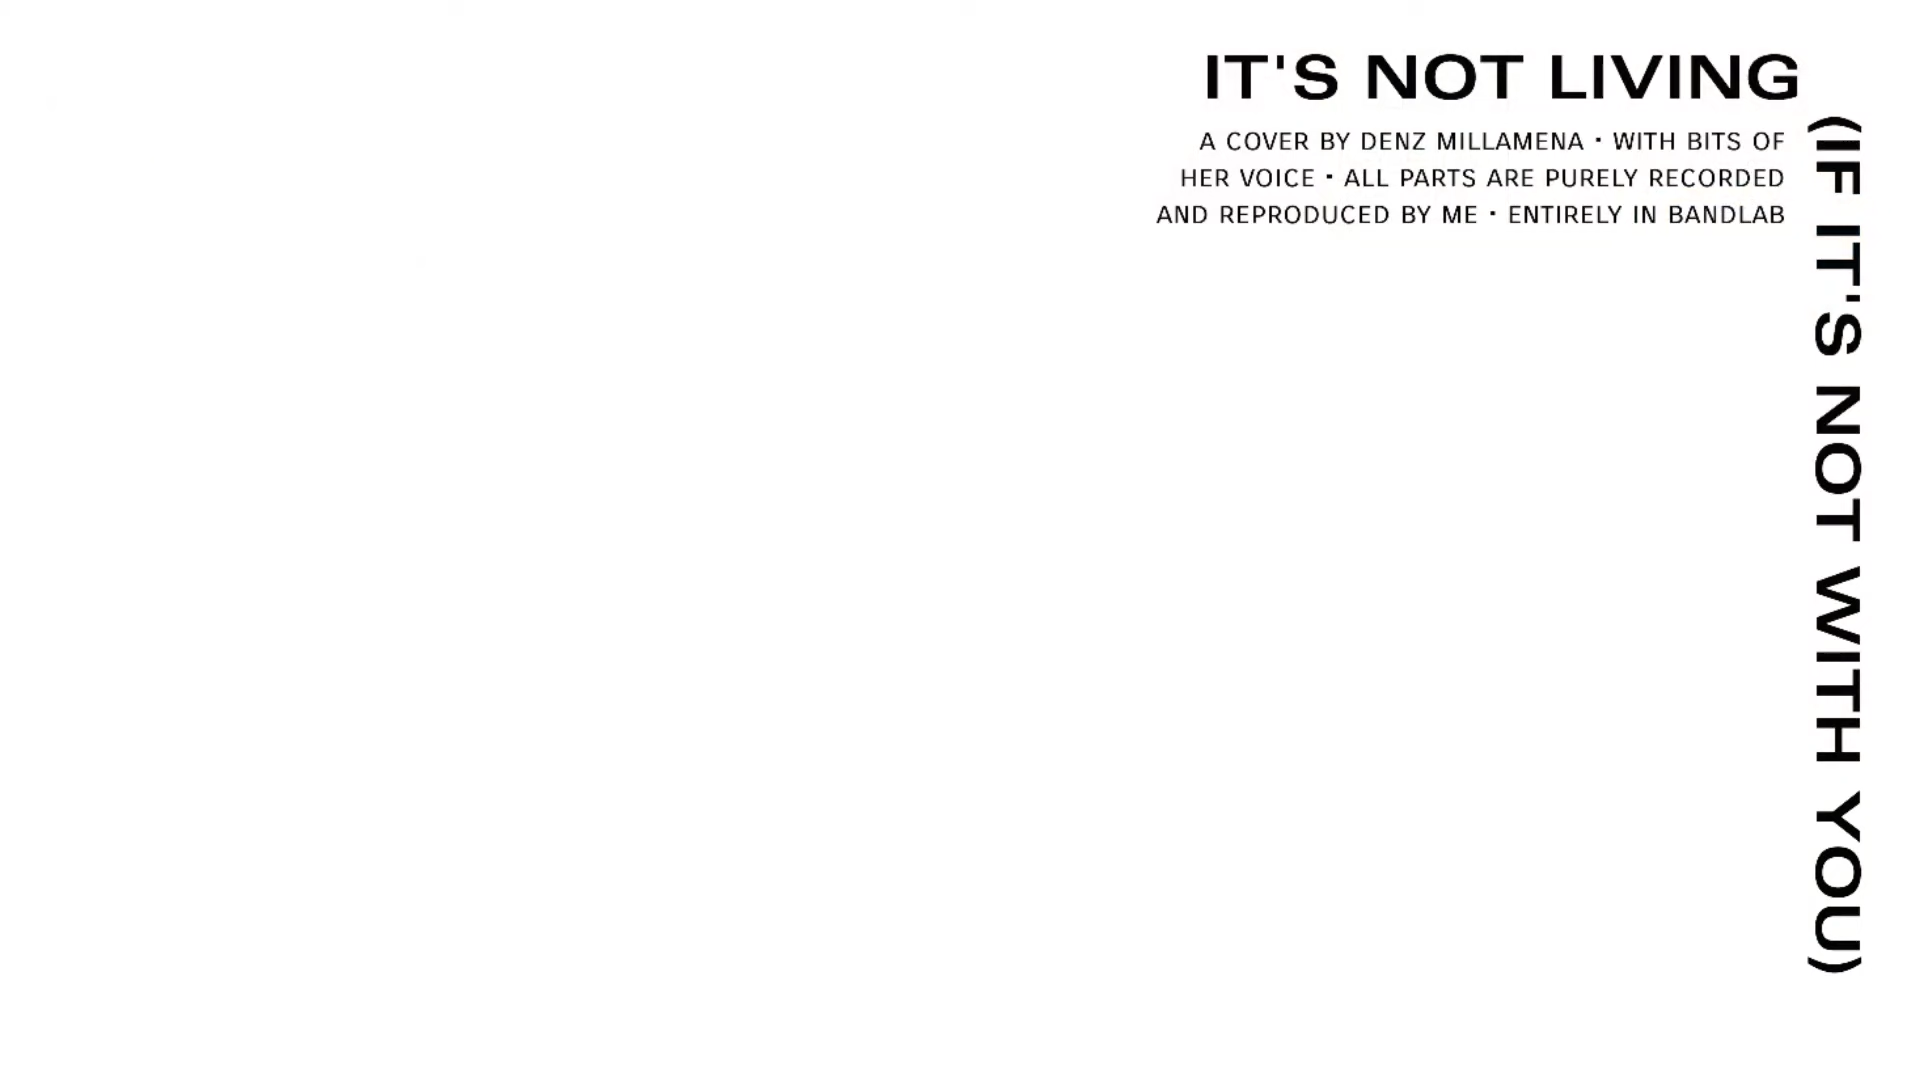 IT'S NOT LIVING
(IF IT'S NOT WITH YOU)
A COVER BY DENZ MILLAMENA · WITH BITS OF
HER VOICE · ALL PARTS ARE PURELY RECORDED
AND REPRODUCED BY ME · ENTIRELY IN BANDLAB